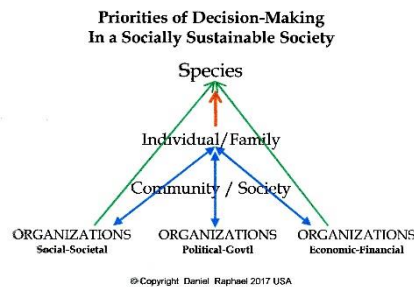 Priorities of Decision-Making
In a Socially Sustainable Society
Species
Individual/Family
Community / Society
ORGANIZATIONS ORGANIZATIONS ORGANIZATIONS
Social-Societal Political-Govtl Economic-Financial
© Copyright Daniel Raphael 2017 USA